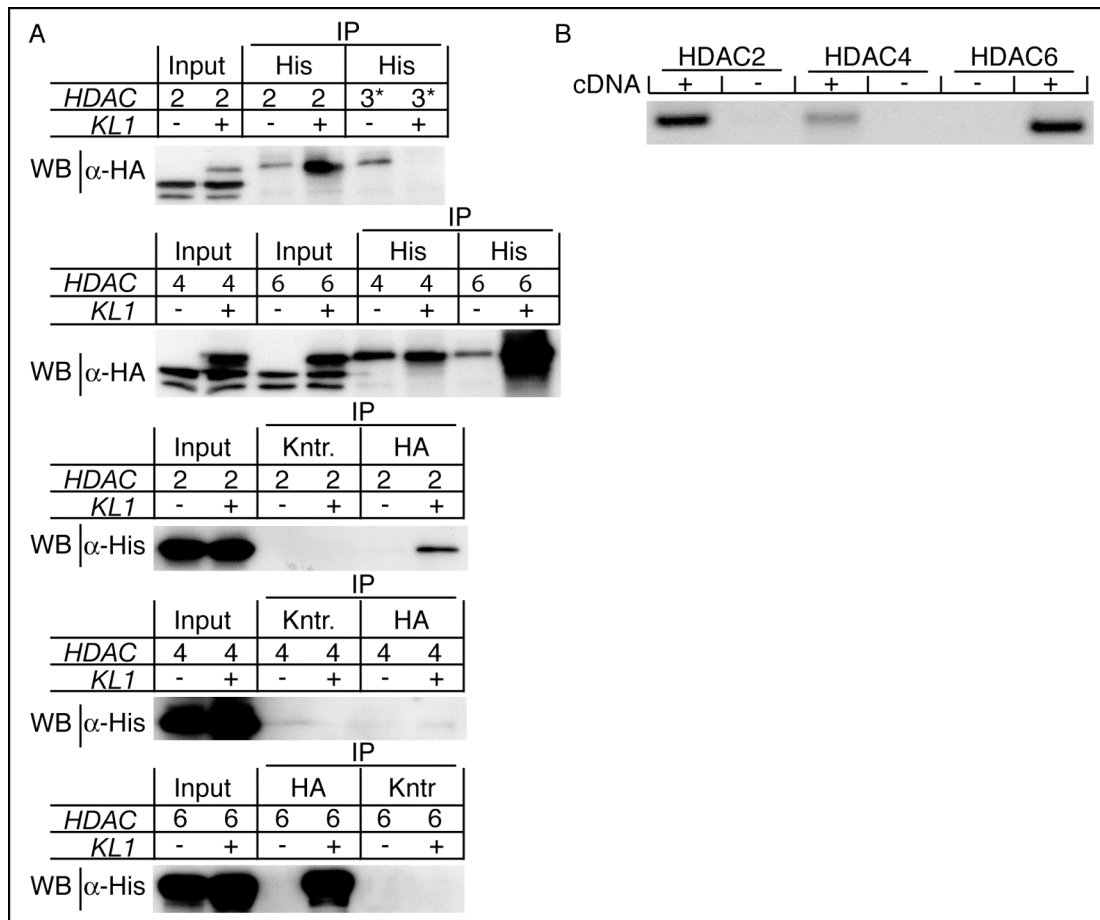 A
IP
Input His His
HDAC 2 2 2 2 3* 3*
KL1 - + - + - +
WB α-HA
IP
Input Input His His
HDAC 4 4 6 6 4 4 6 6
KL1 - + - + - + - +
WB α-HA
IP
Input Kntr. HA
HDAC 2 2 2 2 2 2
KL1 - + - + - +
WB α-His
IP
Input Kntr. HA
HDAC 4 4 4 4 4 4
KL1 - + - + - +
WB α-His
IP
Input HA Kntr
HDAC 6 6 6 6 6 6
KL1 - + - + - +
WB α-His
B
HDAC2 HDAC4 HDAC6
cDNA + - + - - +